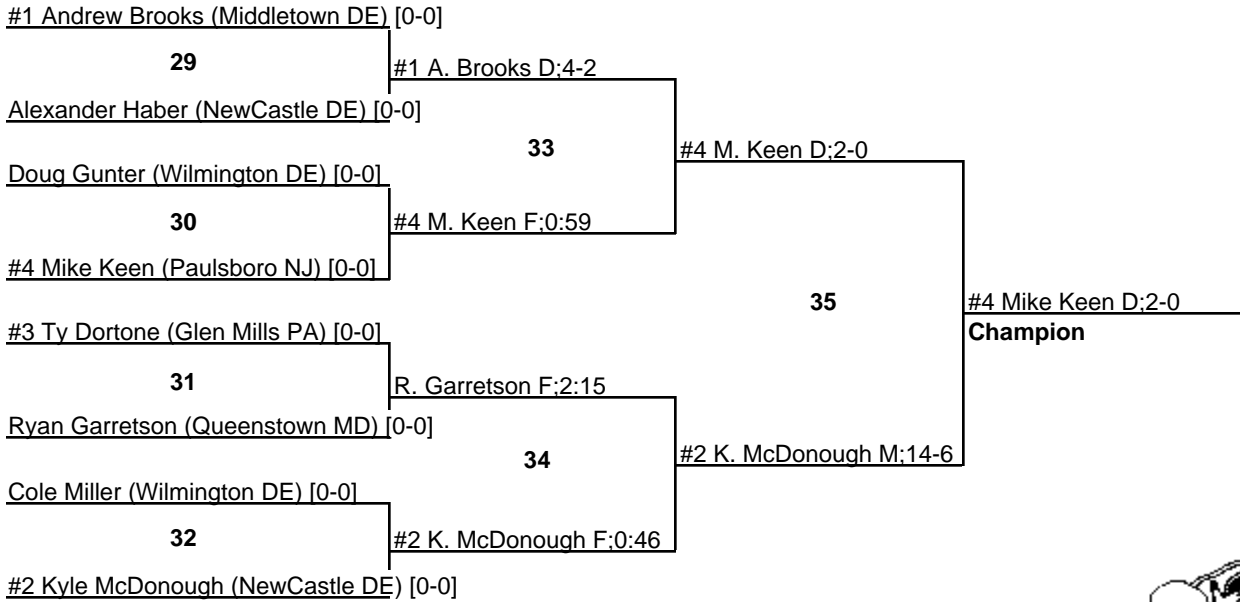 #1 Andrew Brooks (Middletown DE) [0-0]
29
#1 A. Brooks D;4-2
Alexander Haber (NewCastle DE) [0-0]
33
#4 M. Keen D;2-0
Doug Gunter (Wilmington DE) [0-0]
30
#4 M. Keen F;0:59
#4 Mike Keen (Paulsboro NJ) [0-0]
35
#4 Mike Keen D;2-0
Champion
#3 Ty Dortone (Glen Mills PA) [0-0]
31
R. Garretson F;2:15
Ryan Garretson (Queenstown MD) [0-0]
34
#2 K. McDonough M;14-6
Cole Miller (Wilmington DE) [0-0]
32
#2 K. McDonough F;0:46
#2 Kyle McDonough (NewCastle DE) [0-0]